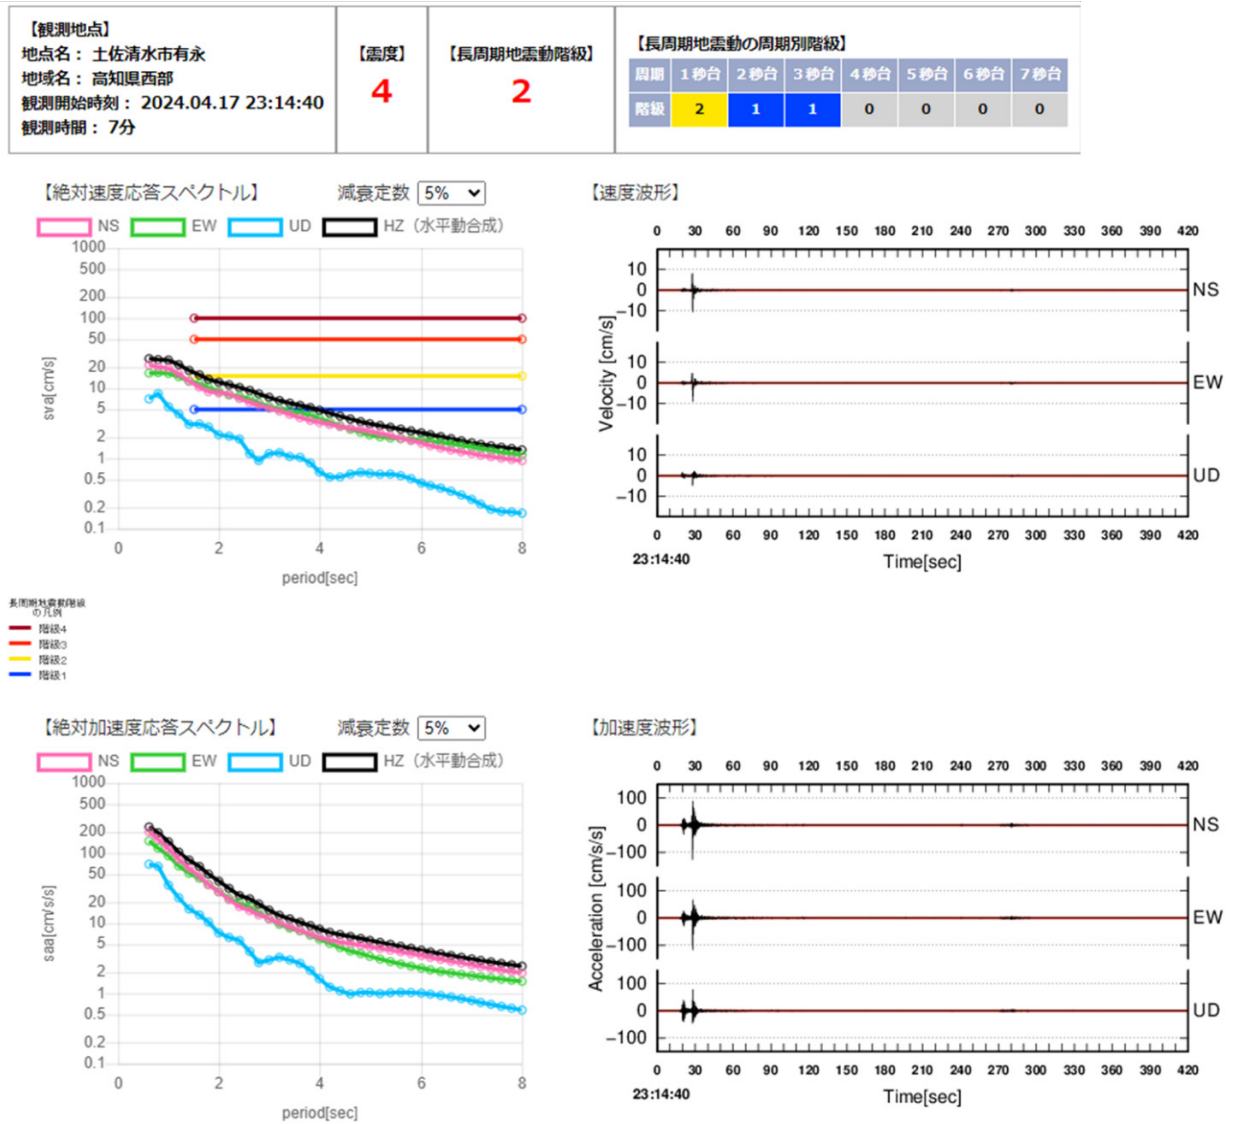 【観測地点】
地点名： 土佐清水市有永
地域名： 高知県西部
観測開始時刻： 2024.04.17 23:14:40
観測時間： 7分
【震度】
4
【長周期地震動階級】
2
【長周期地震動の周期別階級】
周期 1秒台 2秒台 3秒台 4秒台 5秒台 6秒台 7秒台
階級 2 1 1 0 0 0 0
【絶対速度応答スペクトル】 減衰定数 5%
NS EW UD HZ（水平動合成）
1000
500
200
100
50
20
10
5
2
1
0.5
0.2
0.1
sva[cm/s]
0 2 4 6 8
period[sec]
【速度波形】
0 30 60 90 120 150 180 210 240 270 300 330 360 390 420
Velocity [cm/s]
10
0
−10
NS
10
0
−10
EW
10
0
−10
UD
0 30 60 90 120 150 180 210 240 270 300 330 360 390 420
23:14:40
Time[sec]
長周期地震動階級
の凡例
階級4
階級3
階級2
階級1
【絶対加速度応答スペクトル】 減衰定数 5%
NS EW UD HZ（水平動合成）
1000
500
200
100
50
20
10
5
2
1
0.5
0.2
0.1
saa[cm/s/s]
0 2 4 6 8
period[sec]
【加速度波形】
0 30 60 90 120 150 180 210 240 270 300 330 360 390 420
Acceleration [cm/s/s]
100
0
−100
NS
100
0
−100
EW
100
0
−100
UD
0 30 60 90 120 150 180 210 240 270 300 330 360 390 420
23:14:40
Time[sec]